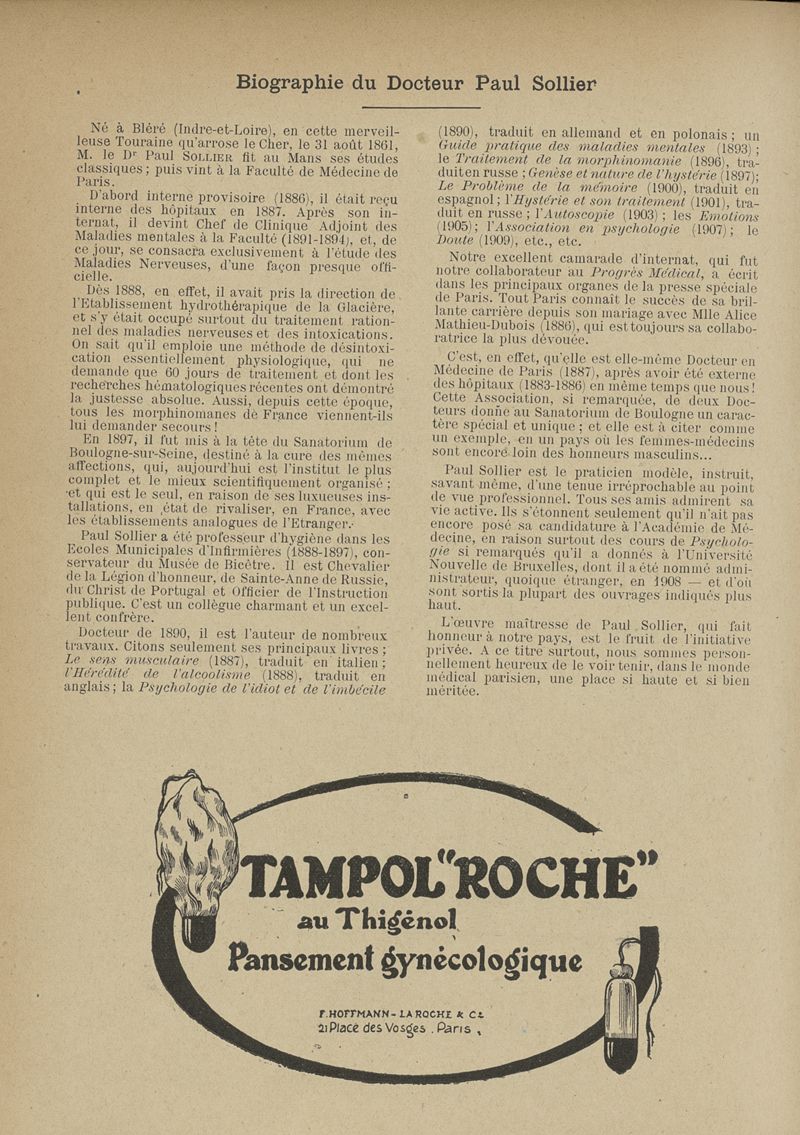 Biographie du Docteur Paul Sollier
Né à Bléré (Indre-et-Loire), en cette merveil-
leuse Touraine qu'arrose le Cher, le 31 août 1861,
M. le Dr Paul SOLLIER fit au Mans ses études
classiques ; puis vint à la Faculté de Médecine de
Paris.
D'abord interne provisoire (1886), il était reçu
interne des hôpitaux en 1887. Après son in-
ternat, il devint Chef de Clinique Adjoint des
Maladies mentales à la Faculté (1891-1894), et, de
ce jour, se consacra exclusivement à l'étude des
Maladies Nerveuses, d'une façon presque offi-
cielle.
Dès 1888, en effet, il avait pris la direction de
l'Etablissement hydrothérapique de la Glacière,
et s'y était occupé surtout du traitement ration-
nel des maladies nerveuses et des intoxications.
On sait qu'il emploie une méthode de désintoxi-
cation essentiellement physiologique, qui ne
demande que 60 jours de traitement et dont les
recherches hématologiques récentes ont démontré
la justesse absolue. Aussi, depuis cette époque,
tous les morphinomanes de France viennent-ils
lui demander secours !
En 1897, il fut mis à la tête du Sanatorium de
Boulogne-sur-Seine, destiné à la cure des mêmes
affections, qui, aujourd'hui est l'institut le plus
complet et le mieux scientifiquement organisé ;
et qui est le seul, en raison de ses luxueuses ins-
tallations, en état de rivaliser, en France, avec
les établissements analogues de l'Etranger.
Paul Sollier a été professeur d'hygiène dans les
Ecoles Municipales d'Infirmières (1888-1897), con-
servateur du Musée de Bicêtre. Il est Chevalier
de la Légion d'honneur, de Sainte-Anne de Russie,
du Christ de Portugal et Officier de l'Instruction
publique. C'est un collègue charmant et un excel-
lent confrère.
Docteur de 1890, il est l'auteur de nombreux
travaux. Citons seulement ses principaux livres ;
Le sens musculaire (1887), traduit en italien ;
l'Hérédité de l'alcoolisme (1888), traduit en
anglais ; la Psychologie de l'idiot et de l'imbécile
(1890), traduit en allemand et en polonais ; un
Guide pratique des maladies mentales (1893) ;
le Traitement de la morphinomanie (1896), tra-
duit en russe ; Genèse et nature de l'hystérie (1897);
Le Problème de la mémoire (1900), traduit en
espagnol ; l'Hystérie et son traitement (1901), tra-
duit en russe ; l'Autoscopie (1903) ; les Emotions
(1905) ; l'Association en psychologie (1907) ; le
Doute (1909), etc., etc.
Notre excellent camarade d'internat, qui fut
notre collaborateur au Progrès Médical, a écrit
dans les principaux organes de la presse spéciale
de Paris. Tout Paris connaît le succès de sa bril-
lante carrière depuis son mariage avec Mlle Alice
Mathieu-Dubois (1886), qui est toujours sa collabo-
ratrice la plus dévouée.
C'est, en effet, qu'elle est elle-même Docteur en
Médecine de Paris (1887), après avoir été externe
des hôpitaux (1883-1886) en même temps que nous !
Cette Association, si remarquée, de deux Doc-
teurs donne au Sanatorium de Boulogne un carac-
tère spécial et unique ; et elle est à citer comme
un exemple, en un pays où les femmes-médecins
sont encore loin des honneurs masculins...
Paul Sollier est le praticien modèle, instruit,
savant même, d'une tenue irréprochable au point
de vue professionnel. Tous ses amis admirent sa
vie active. Ils s'étonnent seulement qu'il n'ait pas
encore posé sa candidature à l'Académie de Mé-
decine, en raison surtout des cours de Psycholo-
gie si remarqués qu'il a donnés à l'Université
Nouvelle de Bruxelles, dont il a été nommé admi-
nistrateur, quoique étranger, en 1908 — et d'où
sont sortis la plupart des ouvrages indiqués plus
haut.
L'œuvre maîtresse de Paul Sollier, qui fait
honneur à notre pays, est le fruit de l'initiative
privée. A ce titre surtout, nous sommes person-
nellement heureux de le voir tenir, dans le monde
médical parisien, une place si haute et si bien
méritée.
TAMPOL "ROCHE"
au Thigénol
Pansement gynécologique
F. HOFFMANN-LA ROCHE & Cie
21 Place des Vosges . Paris